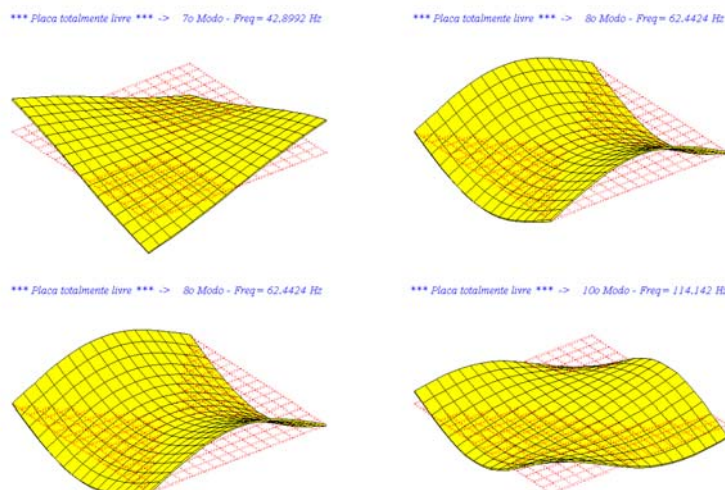 *** Placa totalmente livre *** -> 7o Modo - Freq= 42,8992 Hz
*** Placa totalmente livre *** -> 8o Modo - Freq= 62,4424 Hz
*** Placa totalmente livre *** -> 8o Modo - Freq= 62,4424 Hz
*** Placa totalmente livre *** -> 10o Modo - Freq= 114,142 Hz